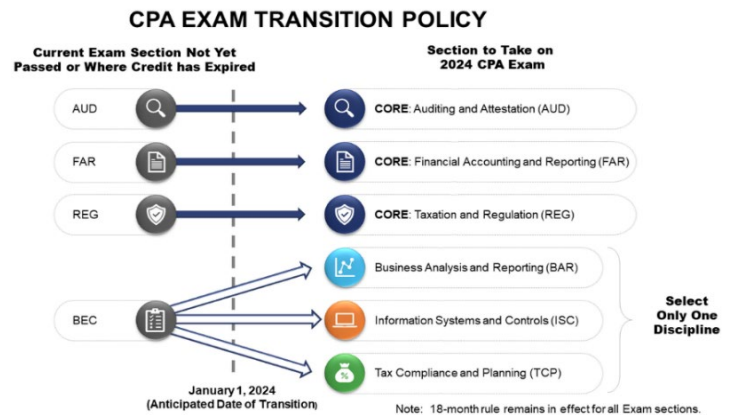 CPA EXAM TRANSITION POLICY
Current Exam Section Not Yet
Passed or Where Credit has Expired
Section to Take on
2024 CPA Exam
AUD
CORE: Auditing and Attestation (AUD)
FAR
CORE: Financial Accounting and Reporting (FAR)
REG
CORE: Taxation and Regulation (REG)
Business Analysis and Reporting (BAR)
BEC
Information Systems and Controls (ISC)
Tax Compliance and Planning (TCP)
Select
Only One
Discipline
January 1, 2024
(Anticipated Date of Transition)
Note: 18-month rule remains in effect for all Exam sections.